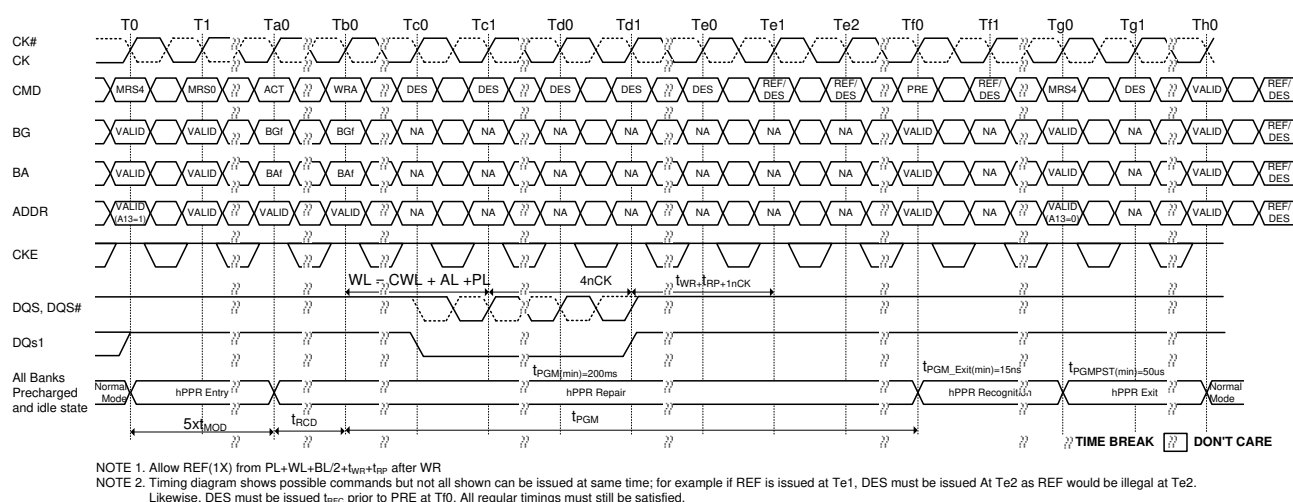 T0 T1 Ta0 Tb0 Tc0 Tc1 Td0 Td1 Te0 Te1 Te2 Tf0 Tf1 Tg0 Tg1 Th0
CK#
CK
CMD MRS4 MRS0 ACT WRA DES DES DES DES DES REF/DES REF/DES PRE REF/DES MRS4 DES VALID REF/DES
BG VALID VALID BGf BGf NA NA NA NA NA NA NA VALID NA VALID NA VALID REF/DES
BA VALID VALID BAf BAf NA NA NA NA NA NA NA VALID NA VALID NA VALID REF/DES
ADDR VALID (A13=1) VALID VALID VALID NA NA NA NA NA NA NA VALID NA VALID (A13=0) NA VALID REF/DES
CKE
WL = CWL + AL +PL 4nCK tWR+tRP+1nCK
DQS, DQS#
DQs1
tPGM(min)=200ms tPGM_Exit(min)=15ns tPGMPST(min)=50us
All Banks Precharged and idle state
Normal Mode hPPR Entry hPPR Repair hPPR Recognition hPPR Exit Normal Mode
5xtMOD tRCD tPGM
TIME BREAK DON'T CARE
NOTE 1. Allow REF(1X) from PL+WL+BL/2+tWR+tRP after WR
NOTE 2. Timing diagram shows possible commands but not all shown can be issued at same time; for example if REF is issued at Te1, DES must be issued At Te2 as REF would be illegal at Te2.
Likewise, DES must be issued tRFC prior to PRE at Tf0. All regular timings must still be satisfied.